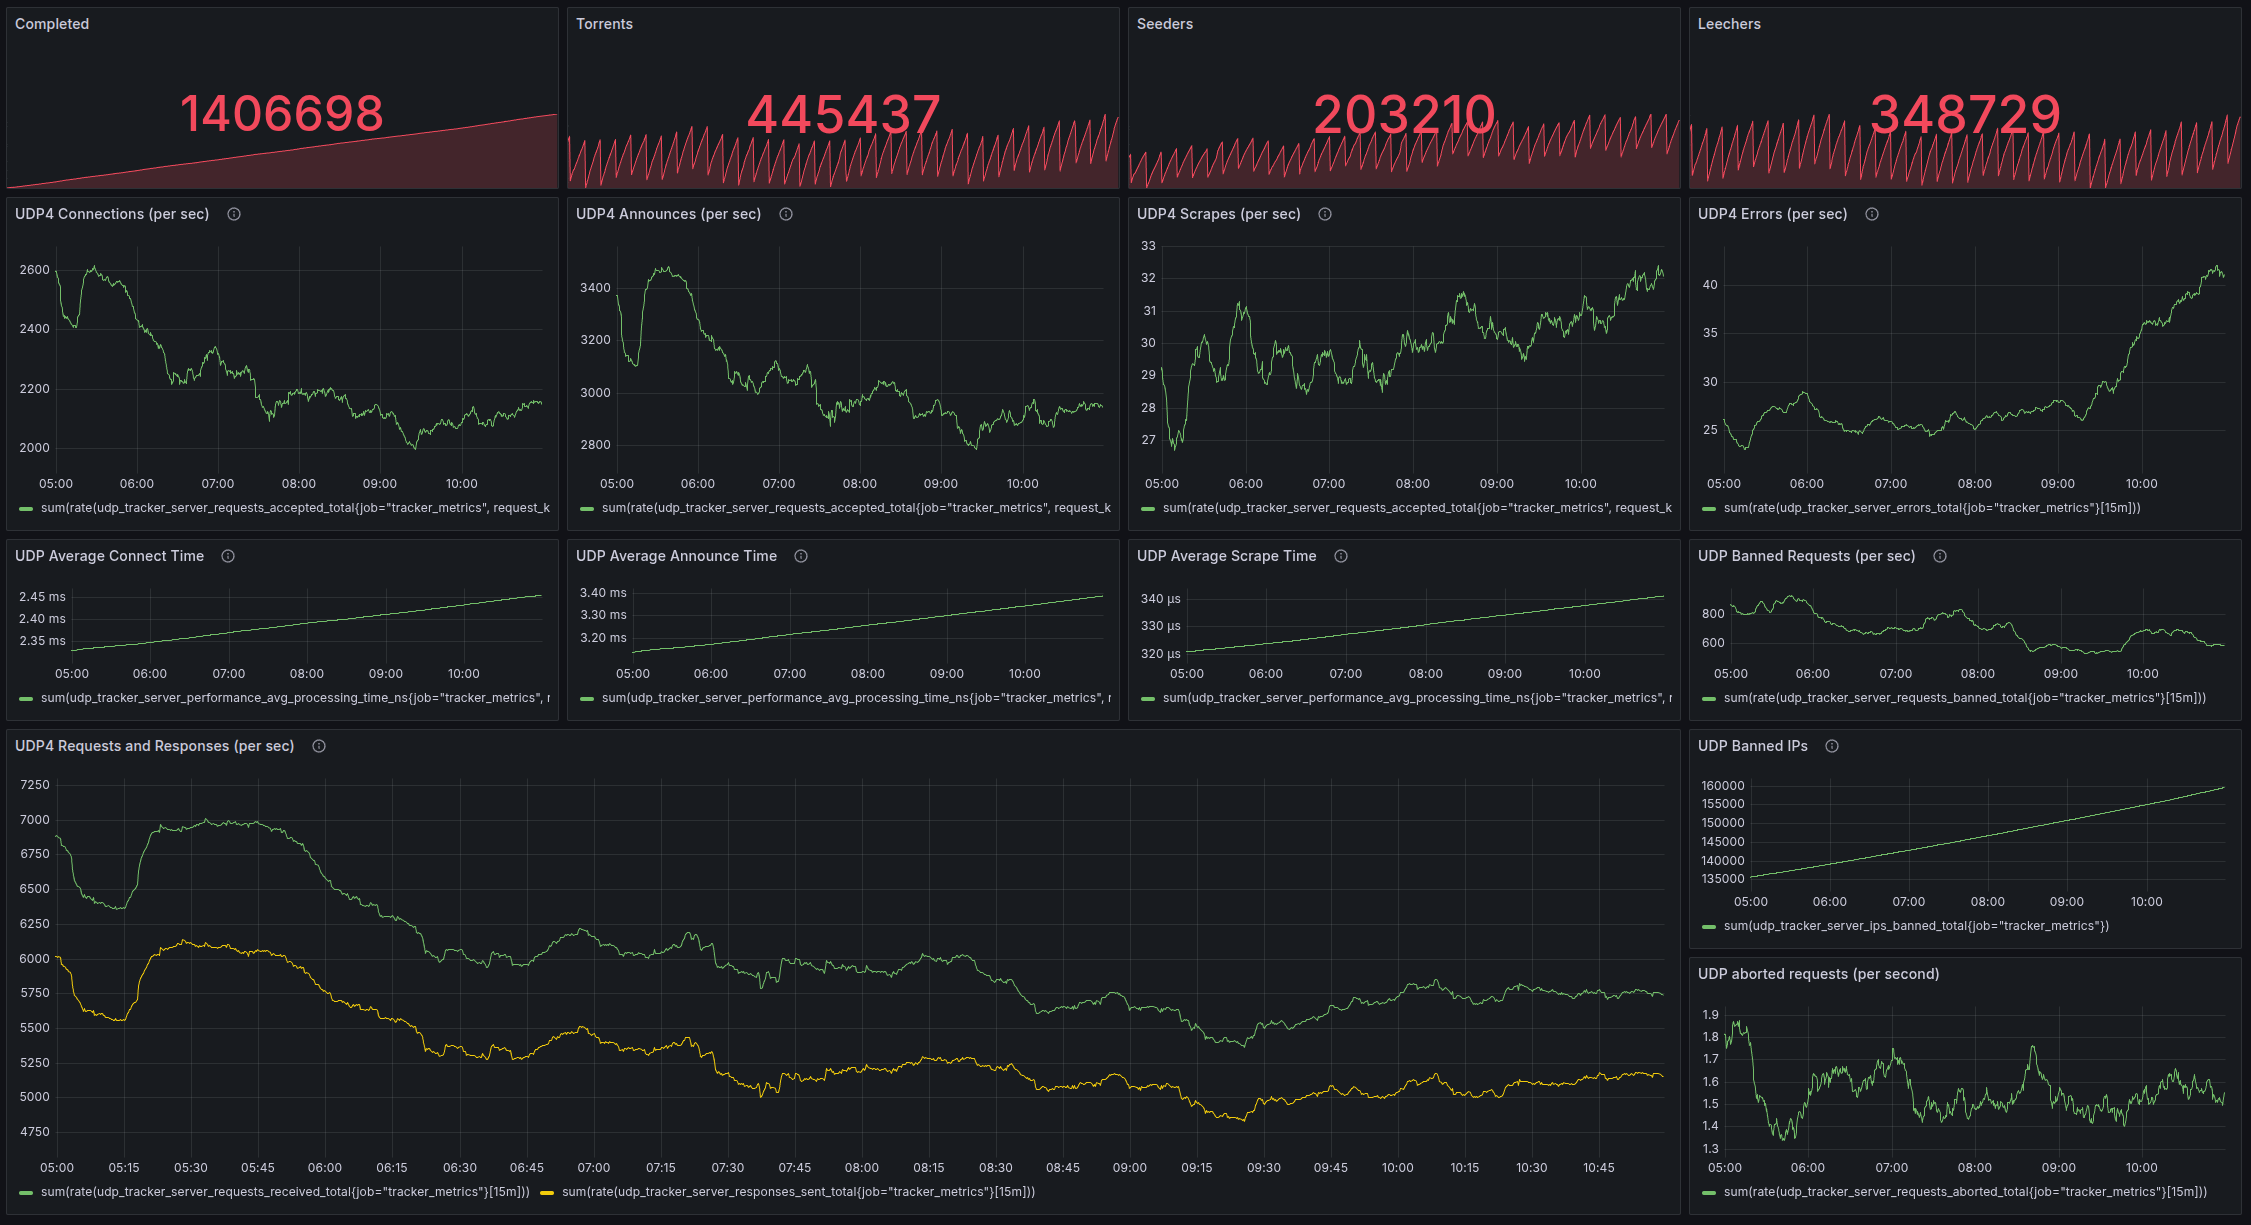 Completed
1406698
Torrents
445437
Seeders
203210
Leechers
348729
UDP4 Connections (per sec)
2600
2400
2200
2000
05:00 06:00 07:00 08:00 09:00 10:00
sum(rate(udp_tracker_server_requests_accepted_total{job="tracker_metrics", request_k
UDP4 Announces (per sec)
3400
3200
3000
2800
05:00 06:00 07:00 08:00 09:00 10:00
sum(rate(udp_tracker_server_requests_accepted_total{job="tracker_metrics", request_k
UDP4 Scrapes (per sec)
33
32
31
30
29
28
27
05:00 06:00 07:00 08:00 09:00 10:00
sum(rate(udp_tracker_server_requests_accepted_total{job="tracker_metrics", request_k
UDP4 Errors (per sec)
40
35
30
25
05:00 06:00 07:00 08:00 09:00 10:00
sum(rate(udp_tracker_server_errors_total{job="tracker_metrics"}[15m]))
UDP Average Connect Time
2.45 ms
2.40 ms
2.35 ms
05:00 06:00 07:00 08:00 09:00 10:00
sum(udp_tracker_server_performance_avg_processing_time_ns{job="tracker_metrics", r
UDP Average Announce Time
3.40 ms
3.30 ms
3.20 ms
05:00 06:00 07:00 08:00 09:00 10:00
sum(udp_tracker_server_performance_avg_processing_time_ns{job="tracker_metrics", r
UDP Average Scrape Time
340 µs
330 µs
320 µs
05:00 06:00 07:00 08:00 09:00 10:00
sum(udp_tracker_server_performance_avg_processing_time_ns{job="tracker_metrics", r
UDP Banned Requests (per sec)
800
600
05:00 06:00 07:00 08:00 09:00 10:00
sum(rate(udp_tracker_server_requests_banned_total{job="tracker_metrics"}[15m]))
UDP4 Requests and Responses (per sec)
7250
7000
6750
6500
6250
6000
5750
5500
5250
5000
4750
05:00 05:15 05:30 05:45 06:00 06:15 06:30 06:45 07:00 07:15 07:30 07:45 08:00 08:15 08:30 08:45 09:00 09:15 09:30 09:45 10:00 10:15 10:30 10:45
sum(rate(udp_tracker_server_requests_received_total{job="tracker_metrics"}[15m])) sum(rate(udp_tracker_server_responses_sent_total{job="tracker_metrics"}[15m]))
UDP Banned IPs
160000
155000
150000
145000
140000
135000
05:00 06:00 07:00 08:00 09:00 10:00
sum(udp_tracker_server_ips_banned_total{job="tracker_metrics"})
UDP aborted requests (per second)
1.9
1.8
1.7
1.6
1.5
1.4
1.3
05:00 06:00 07:00 08:00 09:00 10:00
sum(rate(udp_tracker_server_requests_aborted_total{job="tracker_metrics"}[15m]))